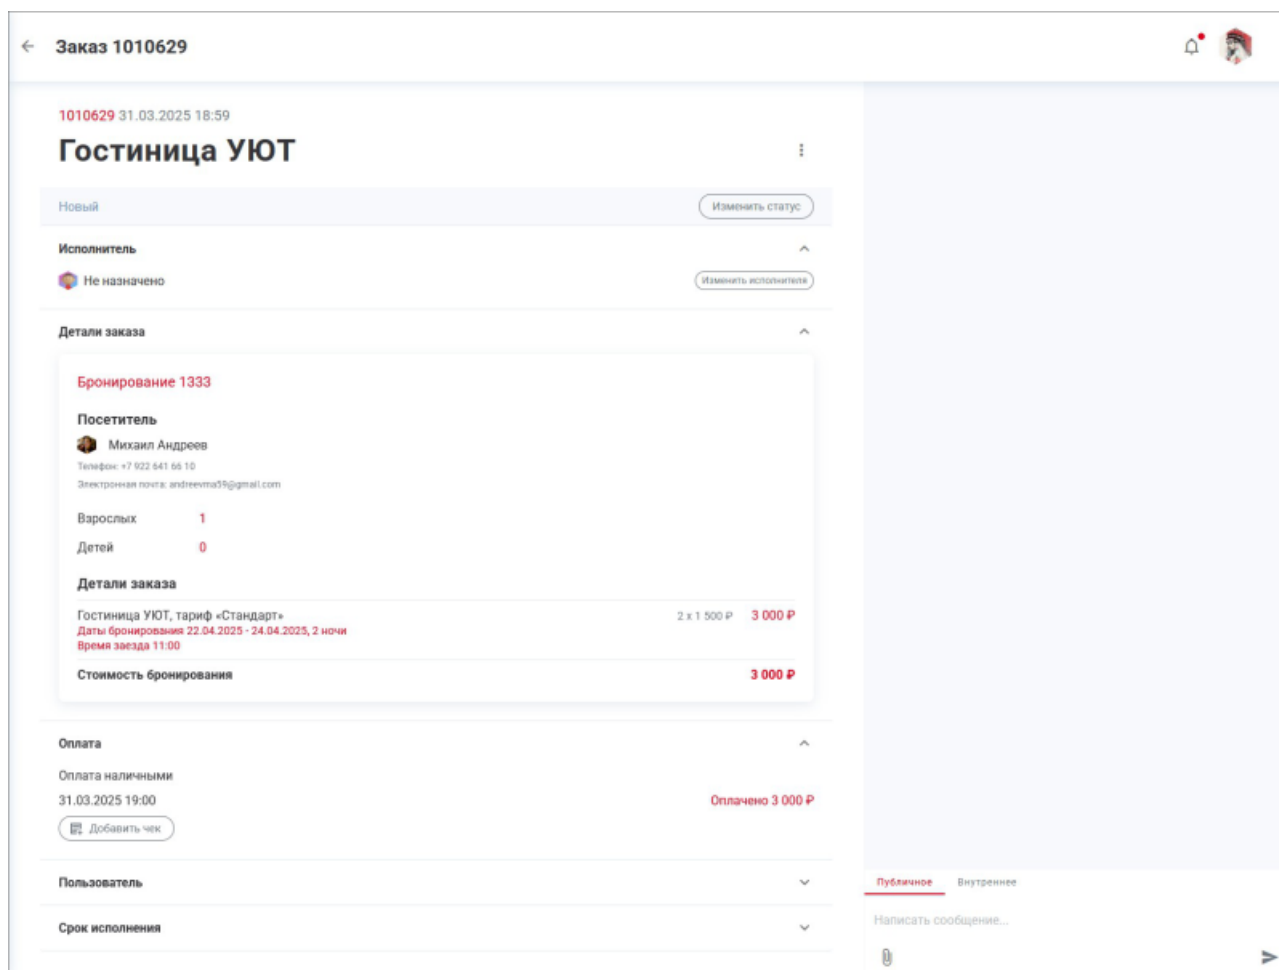 Заказ 1010629
1010629 31.03.2025 18:59
Гостиница УЮТ
Новый
Изменить статус
Исполнитель
Не назначено
Изменить исполнителя
Детали заказа
Бронирование 1333
Посетитель
Михаил Андреев
Телефон: +7 922 641 66 10
Электронная почта: andreevma59@gmail.com
Взрослых 1
Детей 0
Детали заказа
Гостиница УЮТ, тариф «Стандарт» 2 x 1 500 ₽ 3 000 ₽
Даты бронирования 22.04.2025 - 24.04.2025, 2 ночи
Время заезда 11:00
Стоимость бронирования 3 000 ₽
Оплата
Оплата наличными
31.03.2025 19:00 Оплачено 3 000 ₽
Добавить чек
Пользователь
Срок исполнения
Публичное Внутреннее
Написать сообщение...